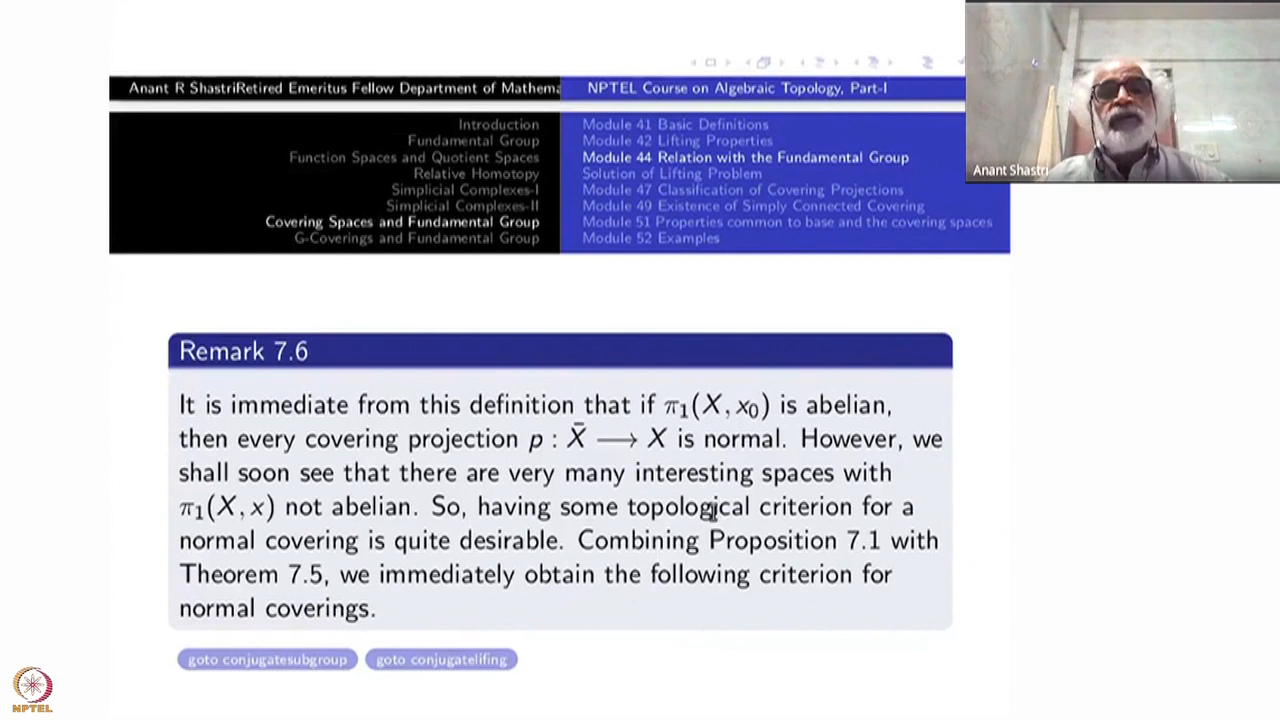 Anant R ShastriRetired Emeritus Fellow Department of Mathema
NPTEL Course on Algebraic Topology, Part-I
Introduction
Fundamental Group
Function Spaces and Quotient Spaces
Relative Homotopy
Simplicial Complexes-I
Simplicial Complexes-II
Covering Spaces and Fundamental Group
G-Coverings and Fundamental Group
Module 41 Basic Definitions
Module 42 Lifting Properties
Module 44 Relation with the Fundamental Group
Solution of Lifting Problem
Module 47 Classification of Covering Projections
Module 49 Existence of Simply Connected Covering
Module 51 Properties common to base and the covering spaces
Module 52 Examples
Anant Shastri
Remark 7.6
It is immediate from this definition that if π₁(X, x₀) is abelian,
then every covering projection p : X̄ ⟶ X is normal. However, we
shall soon see that there are very many interesting spaces with
π₁(X, x) not abelian. So, having some topological criterion for a
normal covering is quite desirable. Combining Proposition 7.1 with
Theorem 7.5, we immediately obtain the following criterion for
normal coverings.
goto conjugatesubgroup
goto conjugatelifing
NPTEL